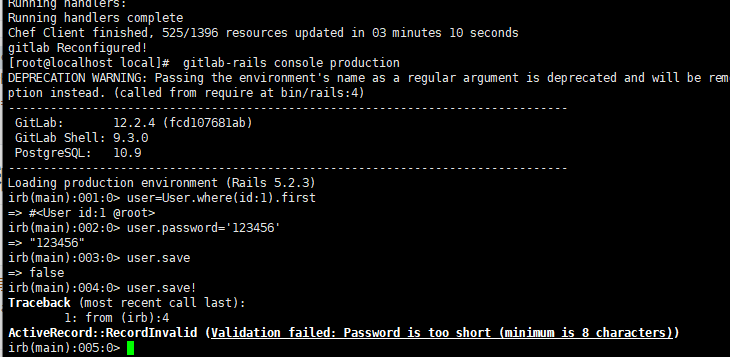 Running handlers:
Running handlers complete
Chef Client finished, 525/1396 resources updated in 03 minutes 10 seconds
gitlab Reconfigured!
[root@localhost local]#  gitlab-rails console production
DEPRECATION WARNING: Passing the environment's name as a regular argument is deprecated and will be rem
ption instead. (called from require at bin/rails:4)
--------------------------------------------------------------------------------
 GitLab:       12.2.4 (fcd107681ab)
 GitLab Shell: 9.3.0
 PostgreSQL:   10.9
--------------------------------------------------------------------------------
Loading production environment (Rails 5.2.3)
irb(main):001:0> user=User.where(id:1).first
=> #<User id:1 @root>
irb(main):002:0> user.password='123456'
=> "123456"
irb(main):003:0> user.save
=> false
irb(main):004:0> user.save!
Traceback (most recent call last):
        1: from (irb):4
ActiveRecord::RecordInvalid (Validation failed: Password is too short (minimum is 8 characters))
irb(main):005:0>